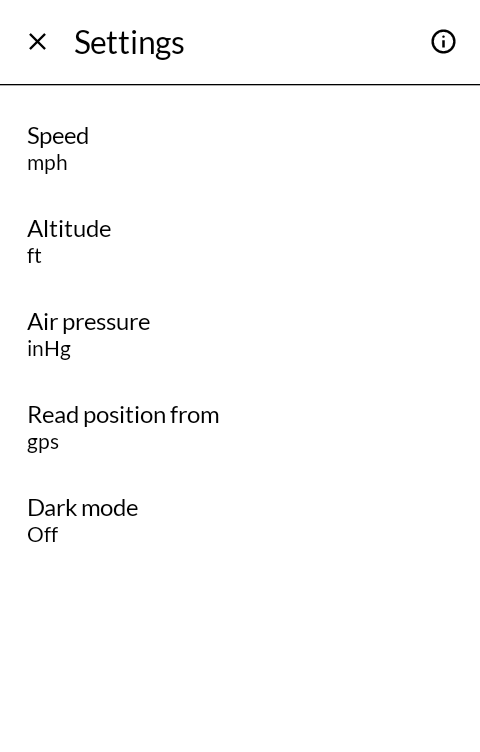 Settings
Speed
mph
Altitude
ft
Air pressure
inHg
Read position from
gps
Dark mode
Off